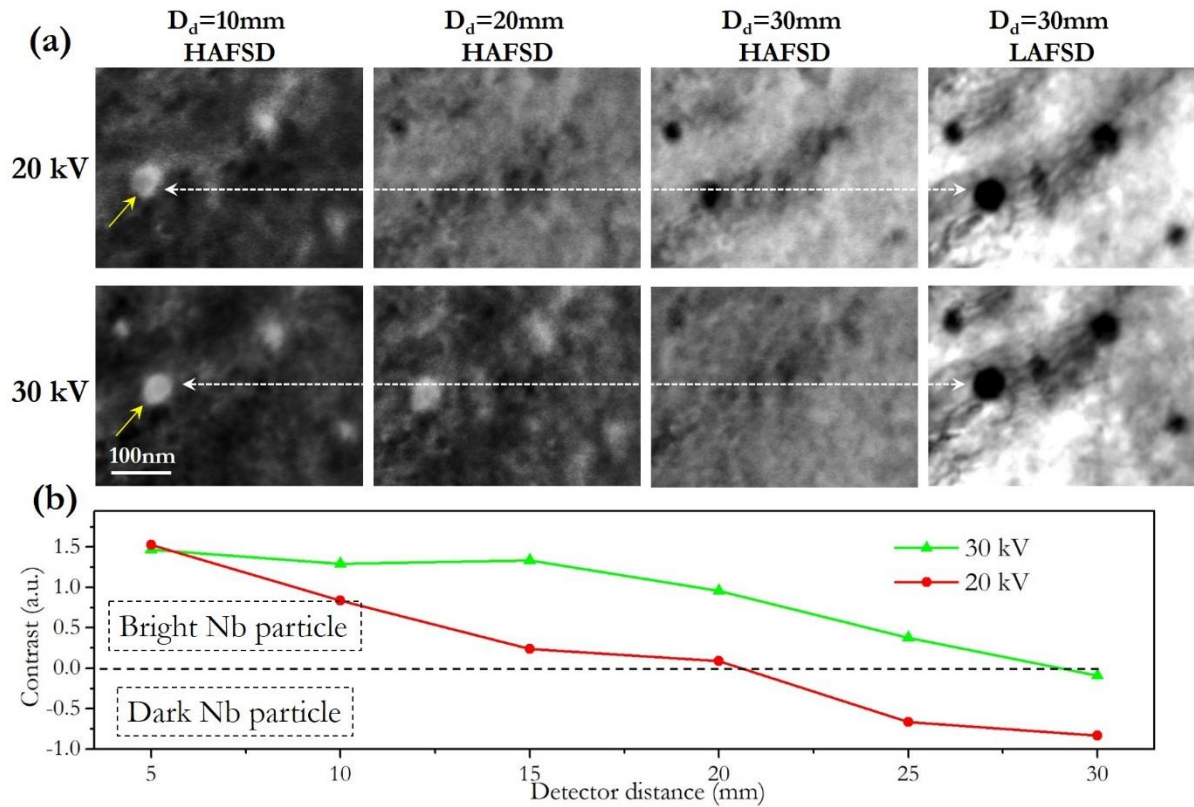 (a)
D_d=10mm
HAFSD
D_d=20mm
HAFSD
D_d=30mm
HAFSD
D_d=30mm
LAFSD
20 kV
30 kV
100nm
(b)
Contrast (a.u.)
1.5
1.0
0.5
0.0
-0.5
-1.0
Bright Nb particle
Dark Nb particle
30 kV
20 kV
5 10 15 20 25 30
Detector distance (mm)